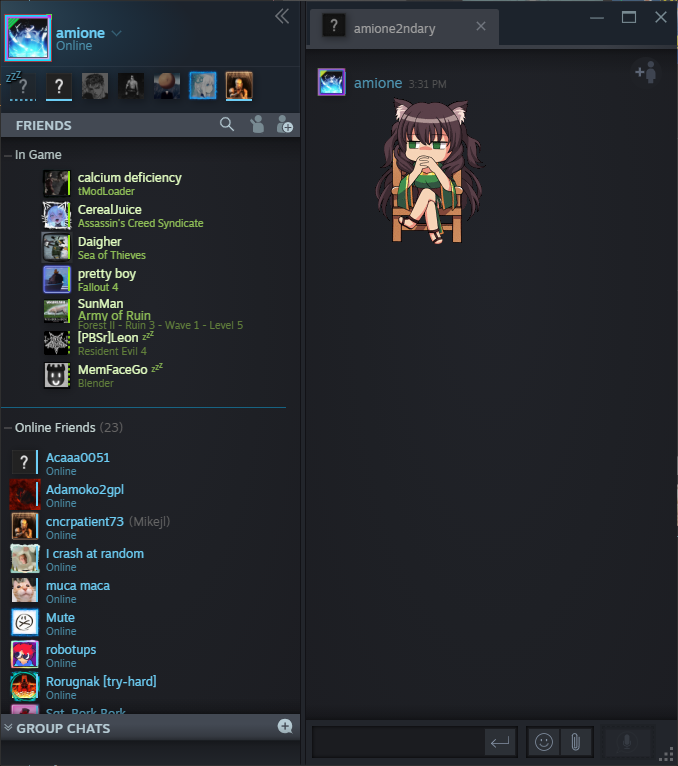 amione
Online
zzz
?
?
FRIENDS
In Game
calcium deficiency
tModLoader
CerealJuice
Assassin's Creed Syndicate
Daigher
Sea of Thieves
pretty boy
Fallout 4
SunMan
Army of Ruin
Forest II - Ruin 3 - Wave 1 - Level 5
[PBSr]Leon zzz
Resident Evil 4
MemFaceGo zzz
Blender
Online Friends (23)
?
Acaaa0051
Online
Adamoko2gpl
Online
cncrpatient73 (Mikejl)
Online
I crash at random
Online
muca maca
Online
Mute
Online
robotups
Online
Rorugnak [try-hard]
Online
Sgt. Bork Bork
GROUP CHATS
?
amione2ndary
amione 3:31 PM